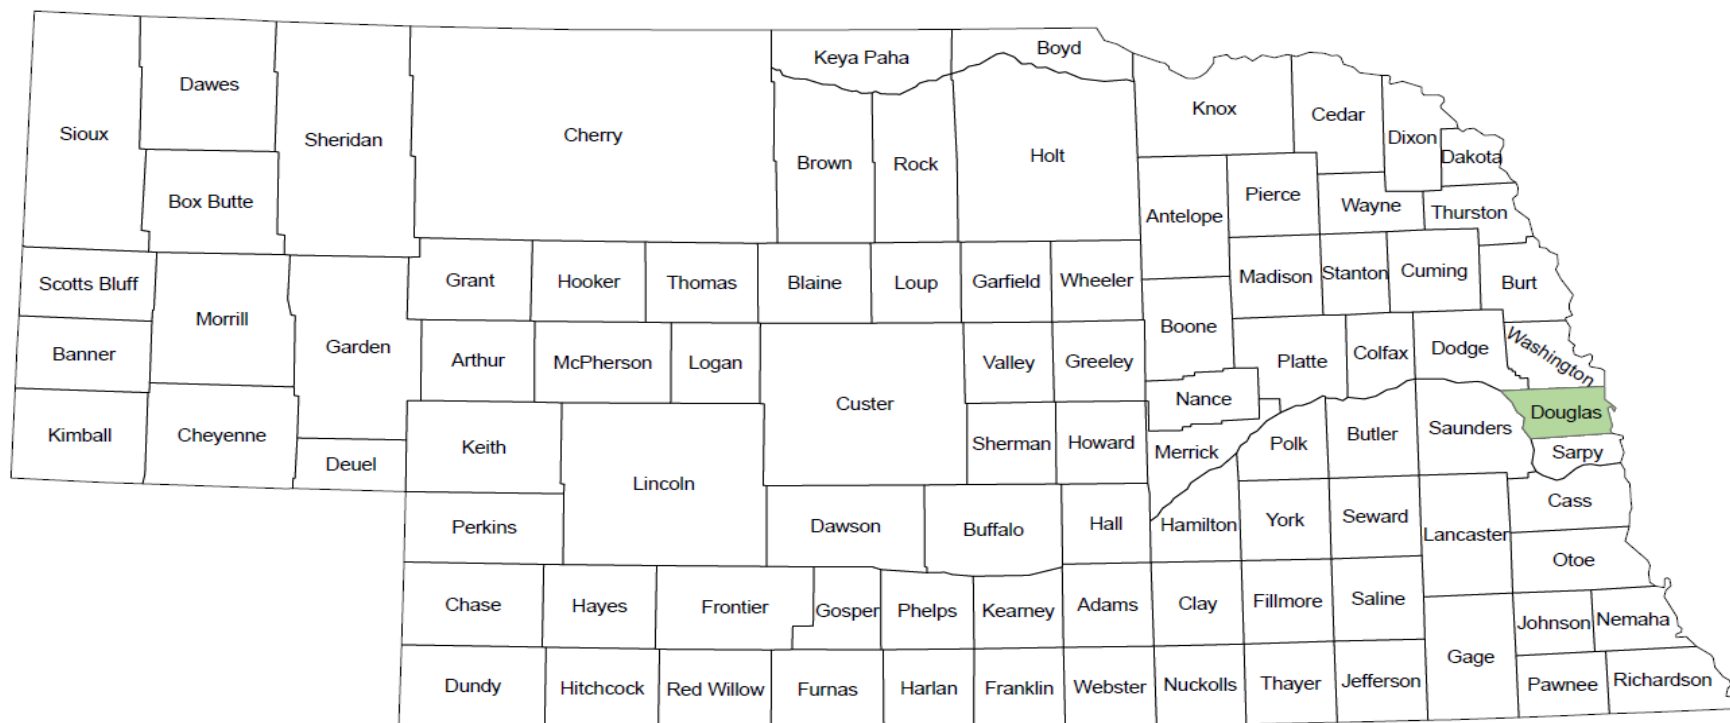 Keya Paha
Boyd
Dawes
Sioux
Sheridan
Cherry
Knox
Cedar
Dixon
Dakota
Brown
Rock
Holt
Box Butte
Antelope
Pierce
Wayne
Thurston
Scotts Bluff
Grant
Hooker
Thomas
Blaine
Loup
Garfield
Wheeler
Madison
Stanton
Cuming
Burt
Morrill
Boone
Banner
Garden
Arthur
McPherson
Logan
Valley
Greeley
Platte
Colfax
Dodge
Washington
Custer
Nance
Douglas
Kimball
Cheyenne
Keith
Sherman
Howard
Merrick
Polk
Butler
Saunders
Sarpy
Deuel
Lincoln
Cass
Perkins
Dawson
Buffalo
Hall
Hamilton
York
Seward
Lancaster
Otoe
Chase
Hayes
Frontier
Gosper
Phelps
Kearney
Adams
Clay
Fillmore
Saline
Johnson
Nemaha
Gage
Dundy
Hitchcock
Red Willow
Furnas
Harlan
Franklin
Webster
Nuckolls
Thayer
Jefferson
Pawnee
Richardson